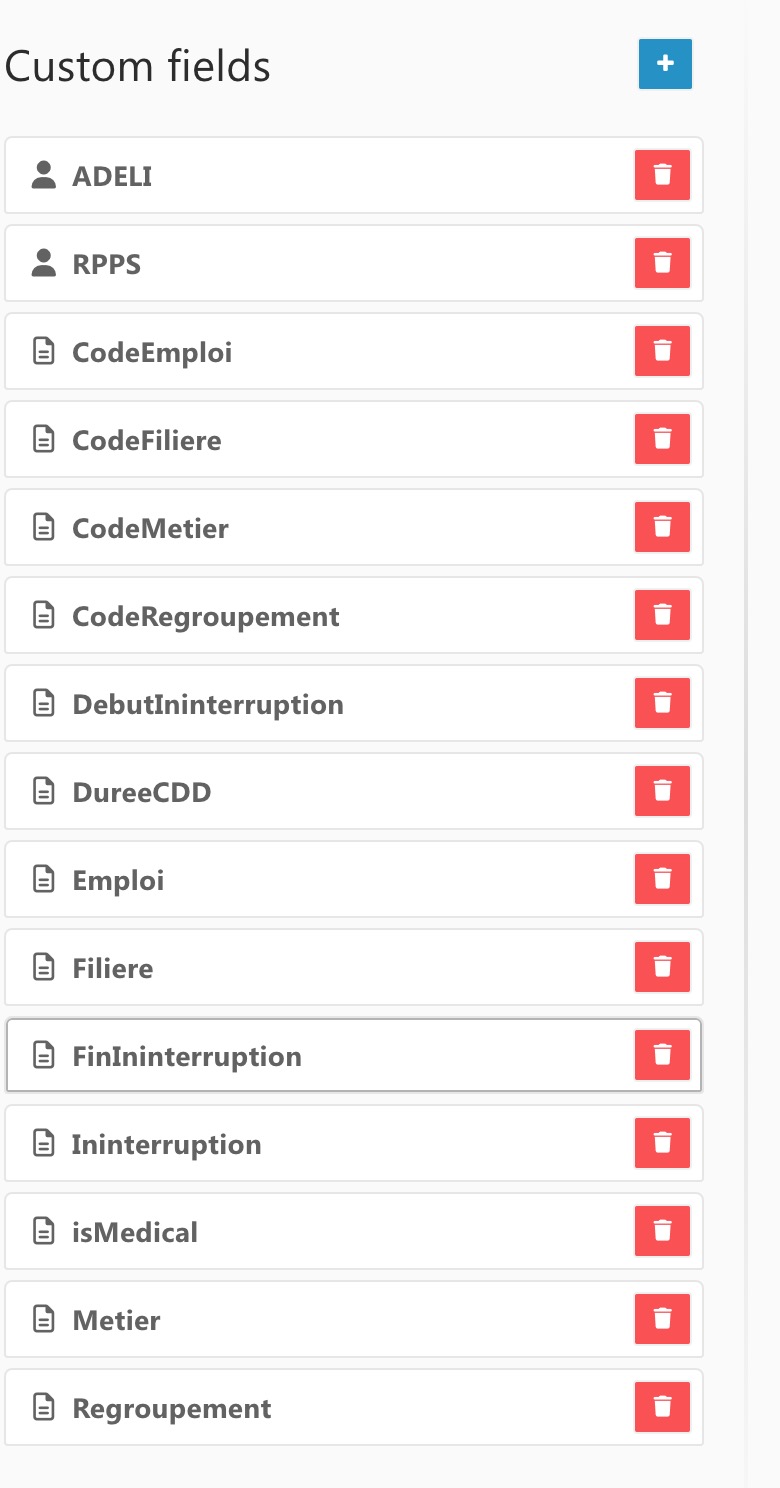 Custom fields
ADELI
RPPS
CodeEmploi
CodeFiliere
CodeMetier
CodeRegroupement
DebutIninterruption
DureeCDD
Emploi
Filiere
FinIninterruption
Ininterruption
isMedical
Metier
Regroupement